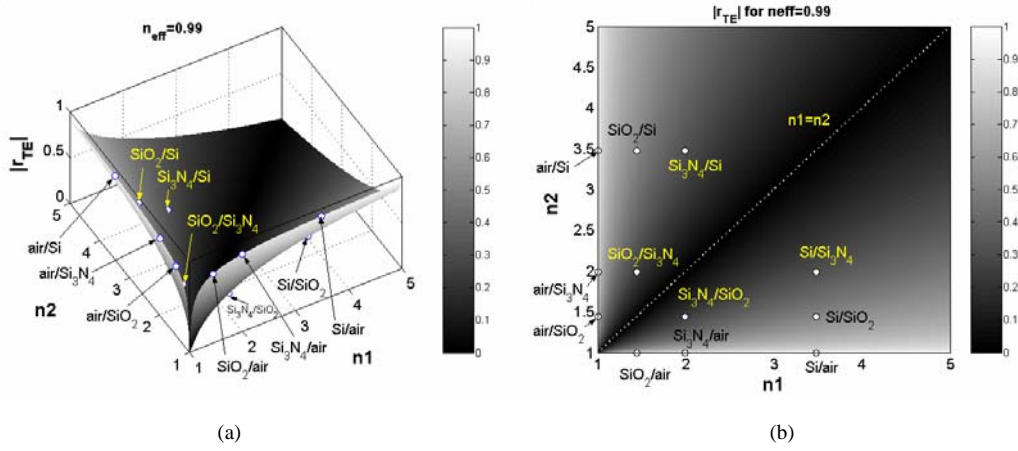 n_eff=0.99
|r_TE|
1
0.5
0
5
4
3
2
1
n2
1
2
3
4
5
n1
SiO₂/Si
Si₃N₄/Si
SiO₂/Si₃N₄
air/Si
air/Si₃N₄
air/SiO₂
Si/SiO₂
Si/air
Si₃N₄/SiO₂
Si₃N₄/air
SiO₂/air
1
0.9
0.8
0.7
0.6
0.5
0.4
0.3
0.2
0.1
0
(a)
|r_TE| for neff=0.99
5
4.5
4
3.5
3
2.5
2
1.5
1
n2
1
2
3
4
5
n1
n1=n2
SiO₂/Si
air/Si
Si₃N₄/Si
SiO₂/Si₃N₄
Si/Si₃N₄
air/Si₃N₄
Si₃N₄/SiO₂
air/SiO₂
Si₃N₄/air
Si/SiO₂
SiO₂/air
Si/air
1
0.9
0.8
0.7
0.6
0.5
0.4
0.3
0.2
0.1
0
(b)